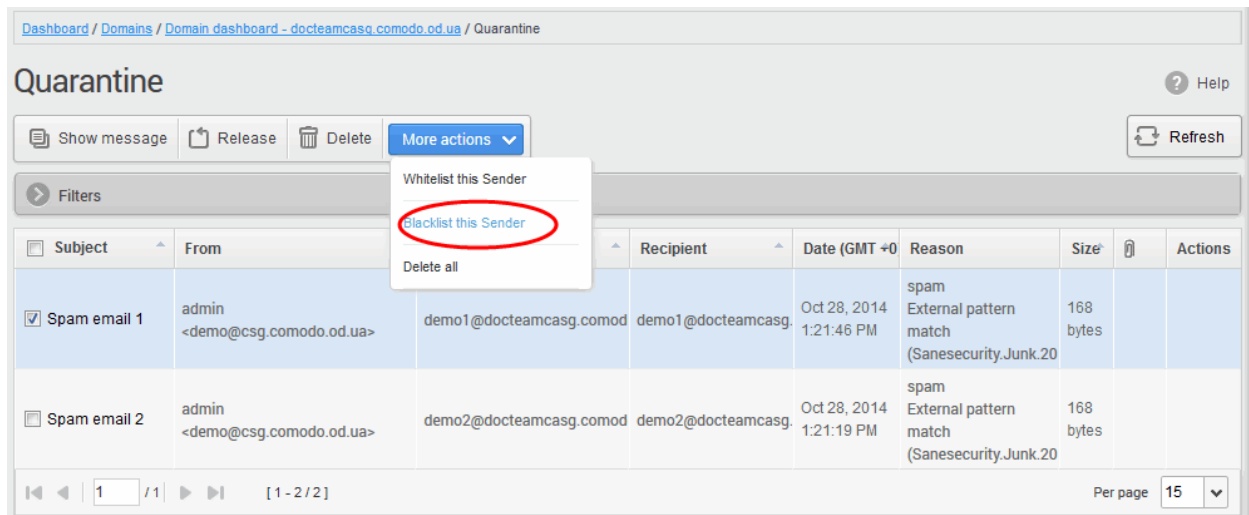 Dashboard / Domains / Domain dashboard - docteamcasg.comodo.od.ua / Quarantine
Quarantine
Help
Show message
Release
Delete
More actions
Refresh
Whitelist this Sender
Filters
Blacklist this Sender
Delete all
Subject
From
Recipient
Date (GMT +0
Reason
Size
Actions
Spam email 1
admin
<demo@csg.comodo.od.ua>
demo1@docteamcasg.comod
demo1@docteamcasg.
Oct 28, 2014
1:21:46 PM
spam
External pattern
match
(Sanesecurity.Junk.20
168
bytes
Spam email 2
admin
<demo@csg.comodo.od.ua>
demo2@docteamcasg.comod
demo2@docteamcasg.
Oct 28, 2014
1:21:19 PM
spam
External pattern
match
(Sanesecurity.Junk.20
168
bytes
1 / 1
[ 1 - 2 / 2 ]
Per page 15